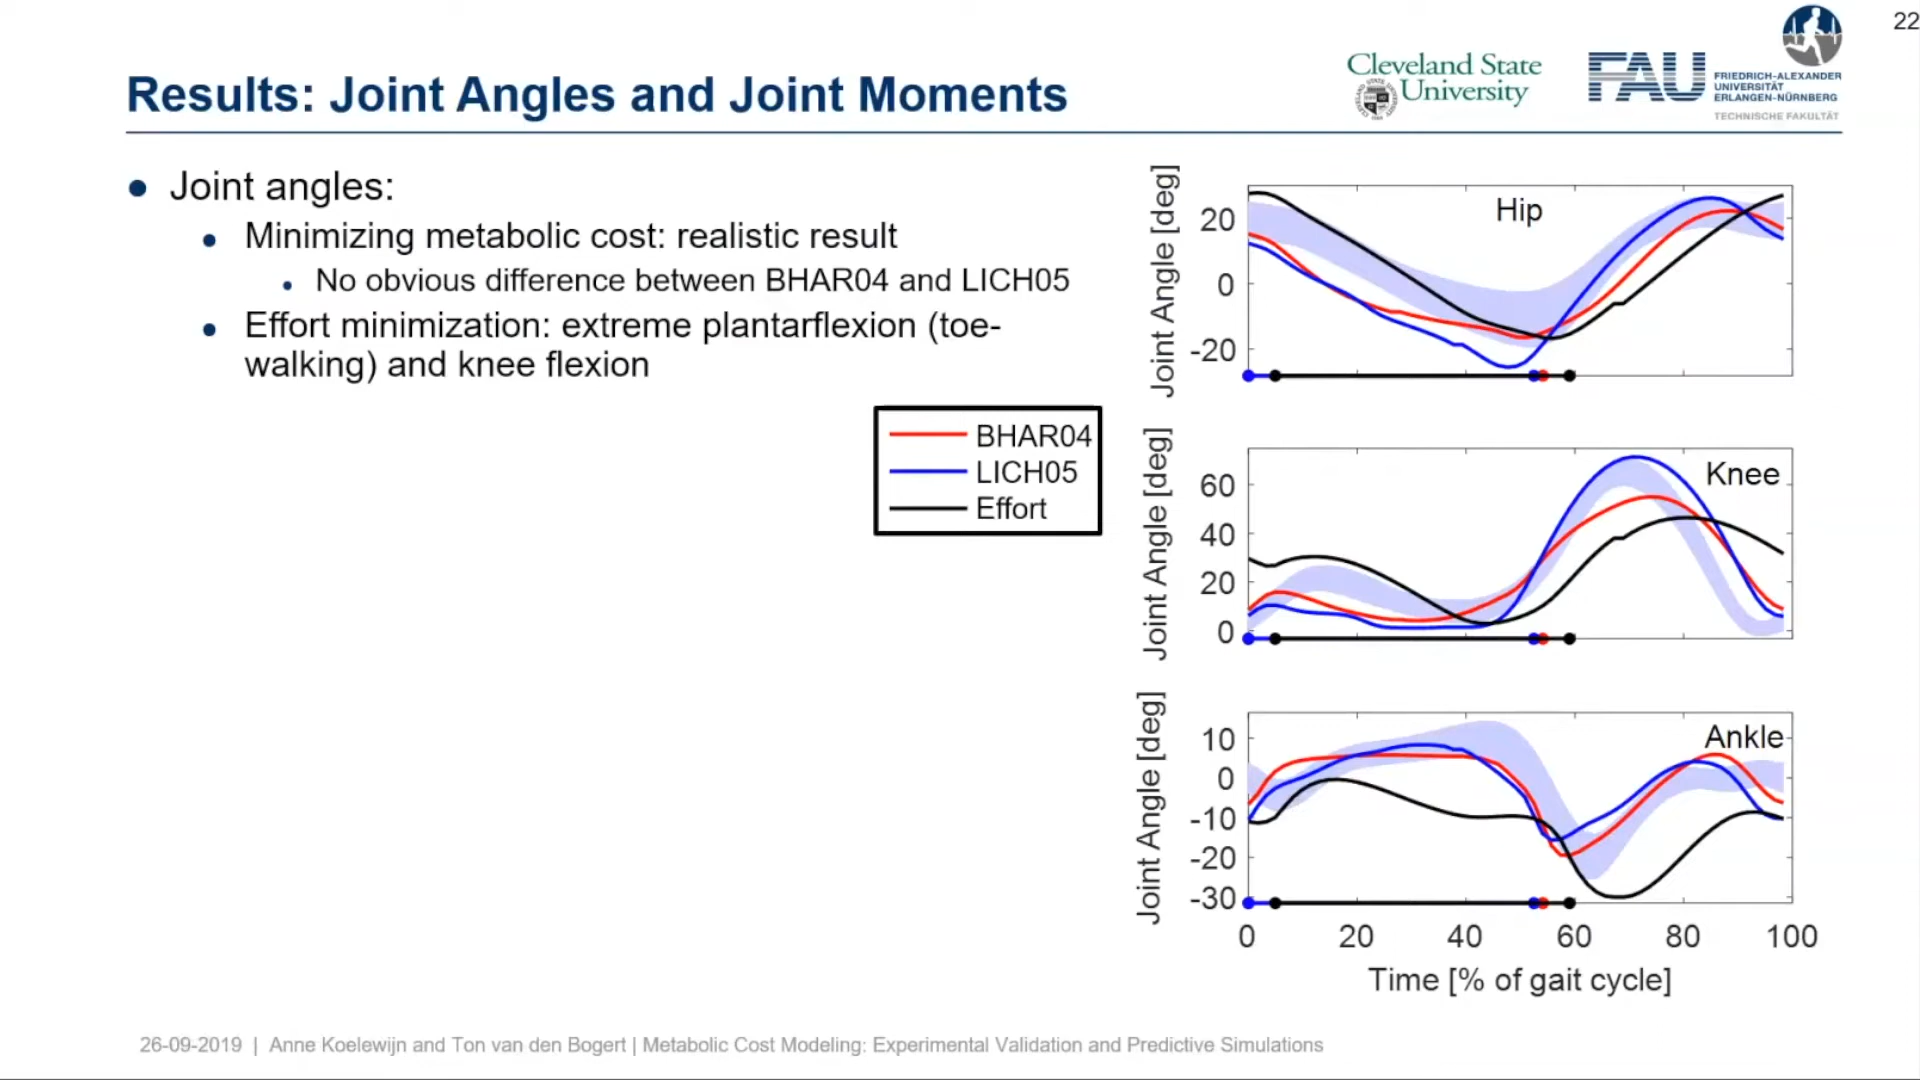 22
Results: Joint Angles and Joint Moments
Cleveland State
University
FAU
FRIEDRICH-ALEXANDER
UNIVERSITÄT
ERLANGEN-NÜRNBERG
TECHNISCHE FAKULTÄT
Joint angles:
Minimizing metabolic cost: realistic result
No obvious difference between BHAR04 and LICH05
Effort minimization: extreme plantarflexion (toe-
walking) and knee flexion
BHAR04
LICH05
Effort
Joint Angle [deg]
20
0
-20
Hip
Joint Angle [deg]
60
40
20
0
Knee
Joint Angle [deg]
10
0
-10
-20
-30
Ankle
0 20 40 60 80 100
Time [% of gait cycle]
26-09-2019 | Anne Koelewijn and Ton van den Bogert | Metabolic Cost Modeling: Experimental Validation and Predictive Simulations